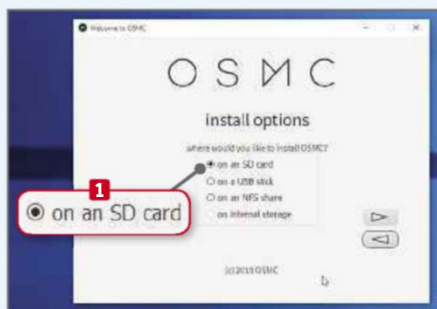 Welcome to OSMC
OSMC
install options
where would you like to install OSMC?
on an SD card
on a USB stick
on an NFS share
on internal storage
1
on an SD card
(c) 2015 OSMC